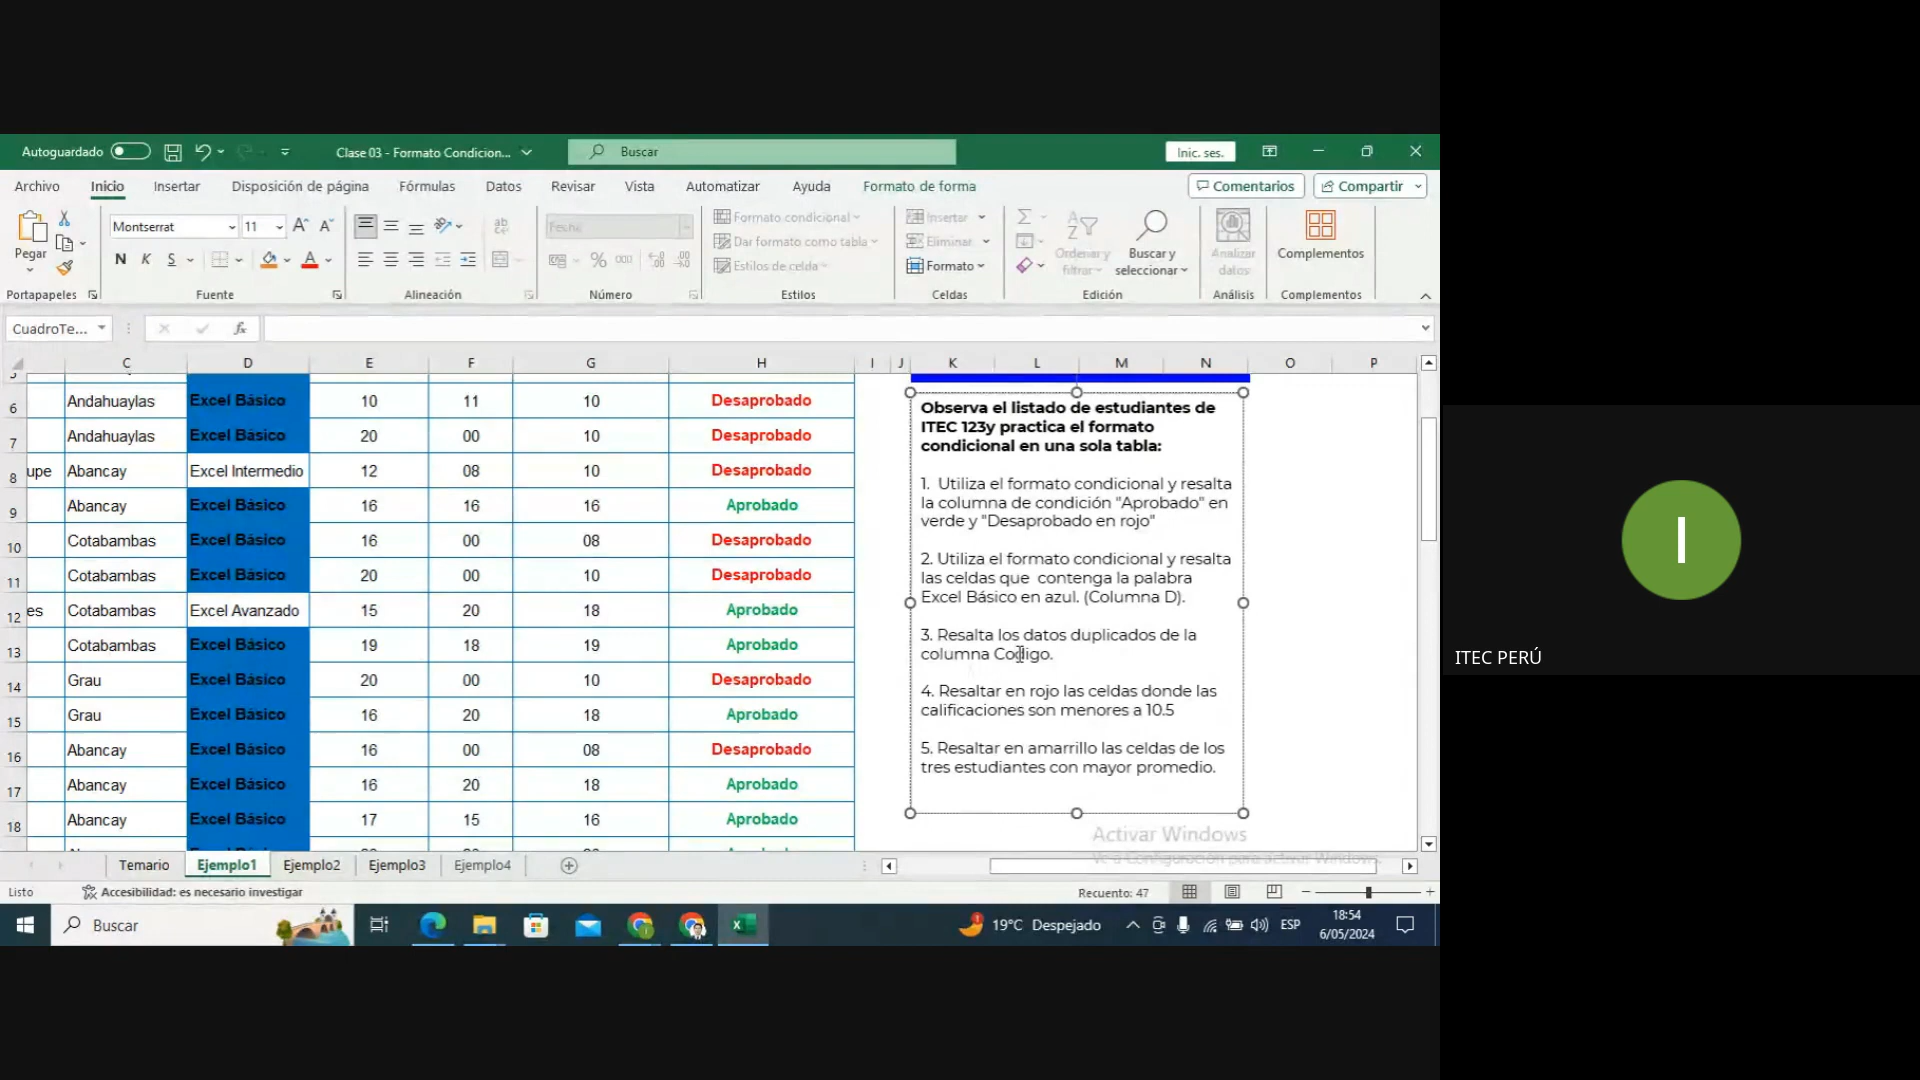 Autoguardado
Clase 03 - Formato Condicion...
Buscar
Inic. ses.
Archivo Inicio Insertar Disposición de página Fórmulas Datos Revisar Vista Automatizar Ayuda Formato de forma
Comentarios Compartir
Pegar
Portapapeles
Montserrat 11
N K S
Fuente
Alineación
Fecha
Número
Formato condicional
Dar formato como tabla
Estilos de celda
Estilos
Insertar
Eliminar
Formato
Celdas
Ordenar y filtrar
Buscar y seleccionar
Edición
Analizar datos
Análisis
Complementos
Complementos
CuadroTe...
fx
C D E F G H I J K L M N O P
6 Andahuaylas Excel Básico 10 11 10 Desaprobado
7 Andahuaylas Excel Básico 20 00 10 Desaprobado
8 upe Abancay Excel Intermedio 12 08 10 Desaprobado
9 Abancay Excel Básico 16 16 16 Aprobado
10 Cotabambas Excel Básico 16 00 08 Desaprobado
11 Cotabambas Excel Básico 20 00 10 Desaprobado
12 es Cotabambas Excel Avanzado 15 20 18 Aprobado
13 Cotabambas Excel Básico 19 18 19 Aprobado
14 Grau Excel Básico 20 00 10 Desaprobado
15 Grau Excel Básico 16 20 18 Aprobado
16 Abancay Excel Básico 16 00 08 Desaprobado
17 Abancay Excel Básico 16 20 18 Aprobado
18 Abancay Excel Básico 17 15 16 Aprobado
Observa el listado de estudiantes de
ITEC 123y practica el formato
condicional en una sola tabla:
1. Utiliza el formato condicional y resalta
la columna de condición "Aprobado" en
verde y "Desaprobado en rojo"
2. Utiliza el formato condicional y resalta
las celdas que contenga la palabra
Excel Básico en azul. (Columna D).
3. Resalta los datos duplicados de la
columna Codigo.
4. Resaltar en rojo las celdas donde las
calificaciones son menores a 10.5
5. Resaltar en amarrillo las celdas de los
tres estudiantes con mayor promedio.
Activar Windows
Ve a Configuración para activar Windows.
Temario Ejemplo1 Ejemplo2 Ejemplo3 Ejemplo4
Listo
Accesibilidad: es necesario investigar
Recuento: 47
Buscar
19°C Despejado
ESP
18:54
6/05/2024
I
ITEC PERÚ